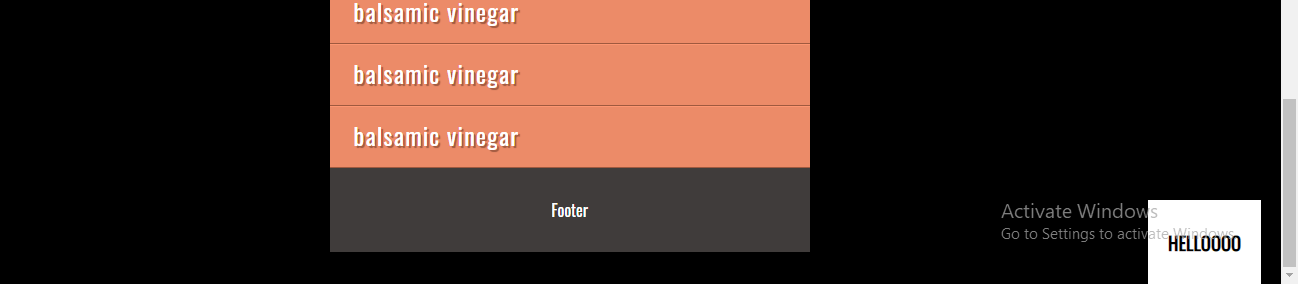 balsamic vinegar
balsamic vinegar
balsamic vinegar
Footer
Activate Windows
Go to Settings to activate Windows.
HELLOOOO